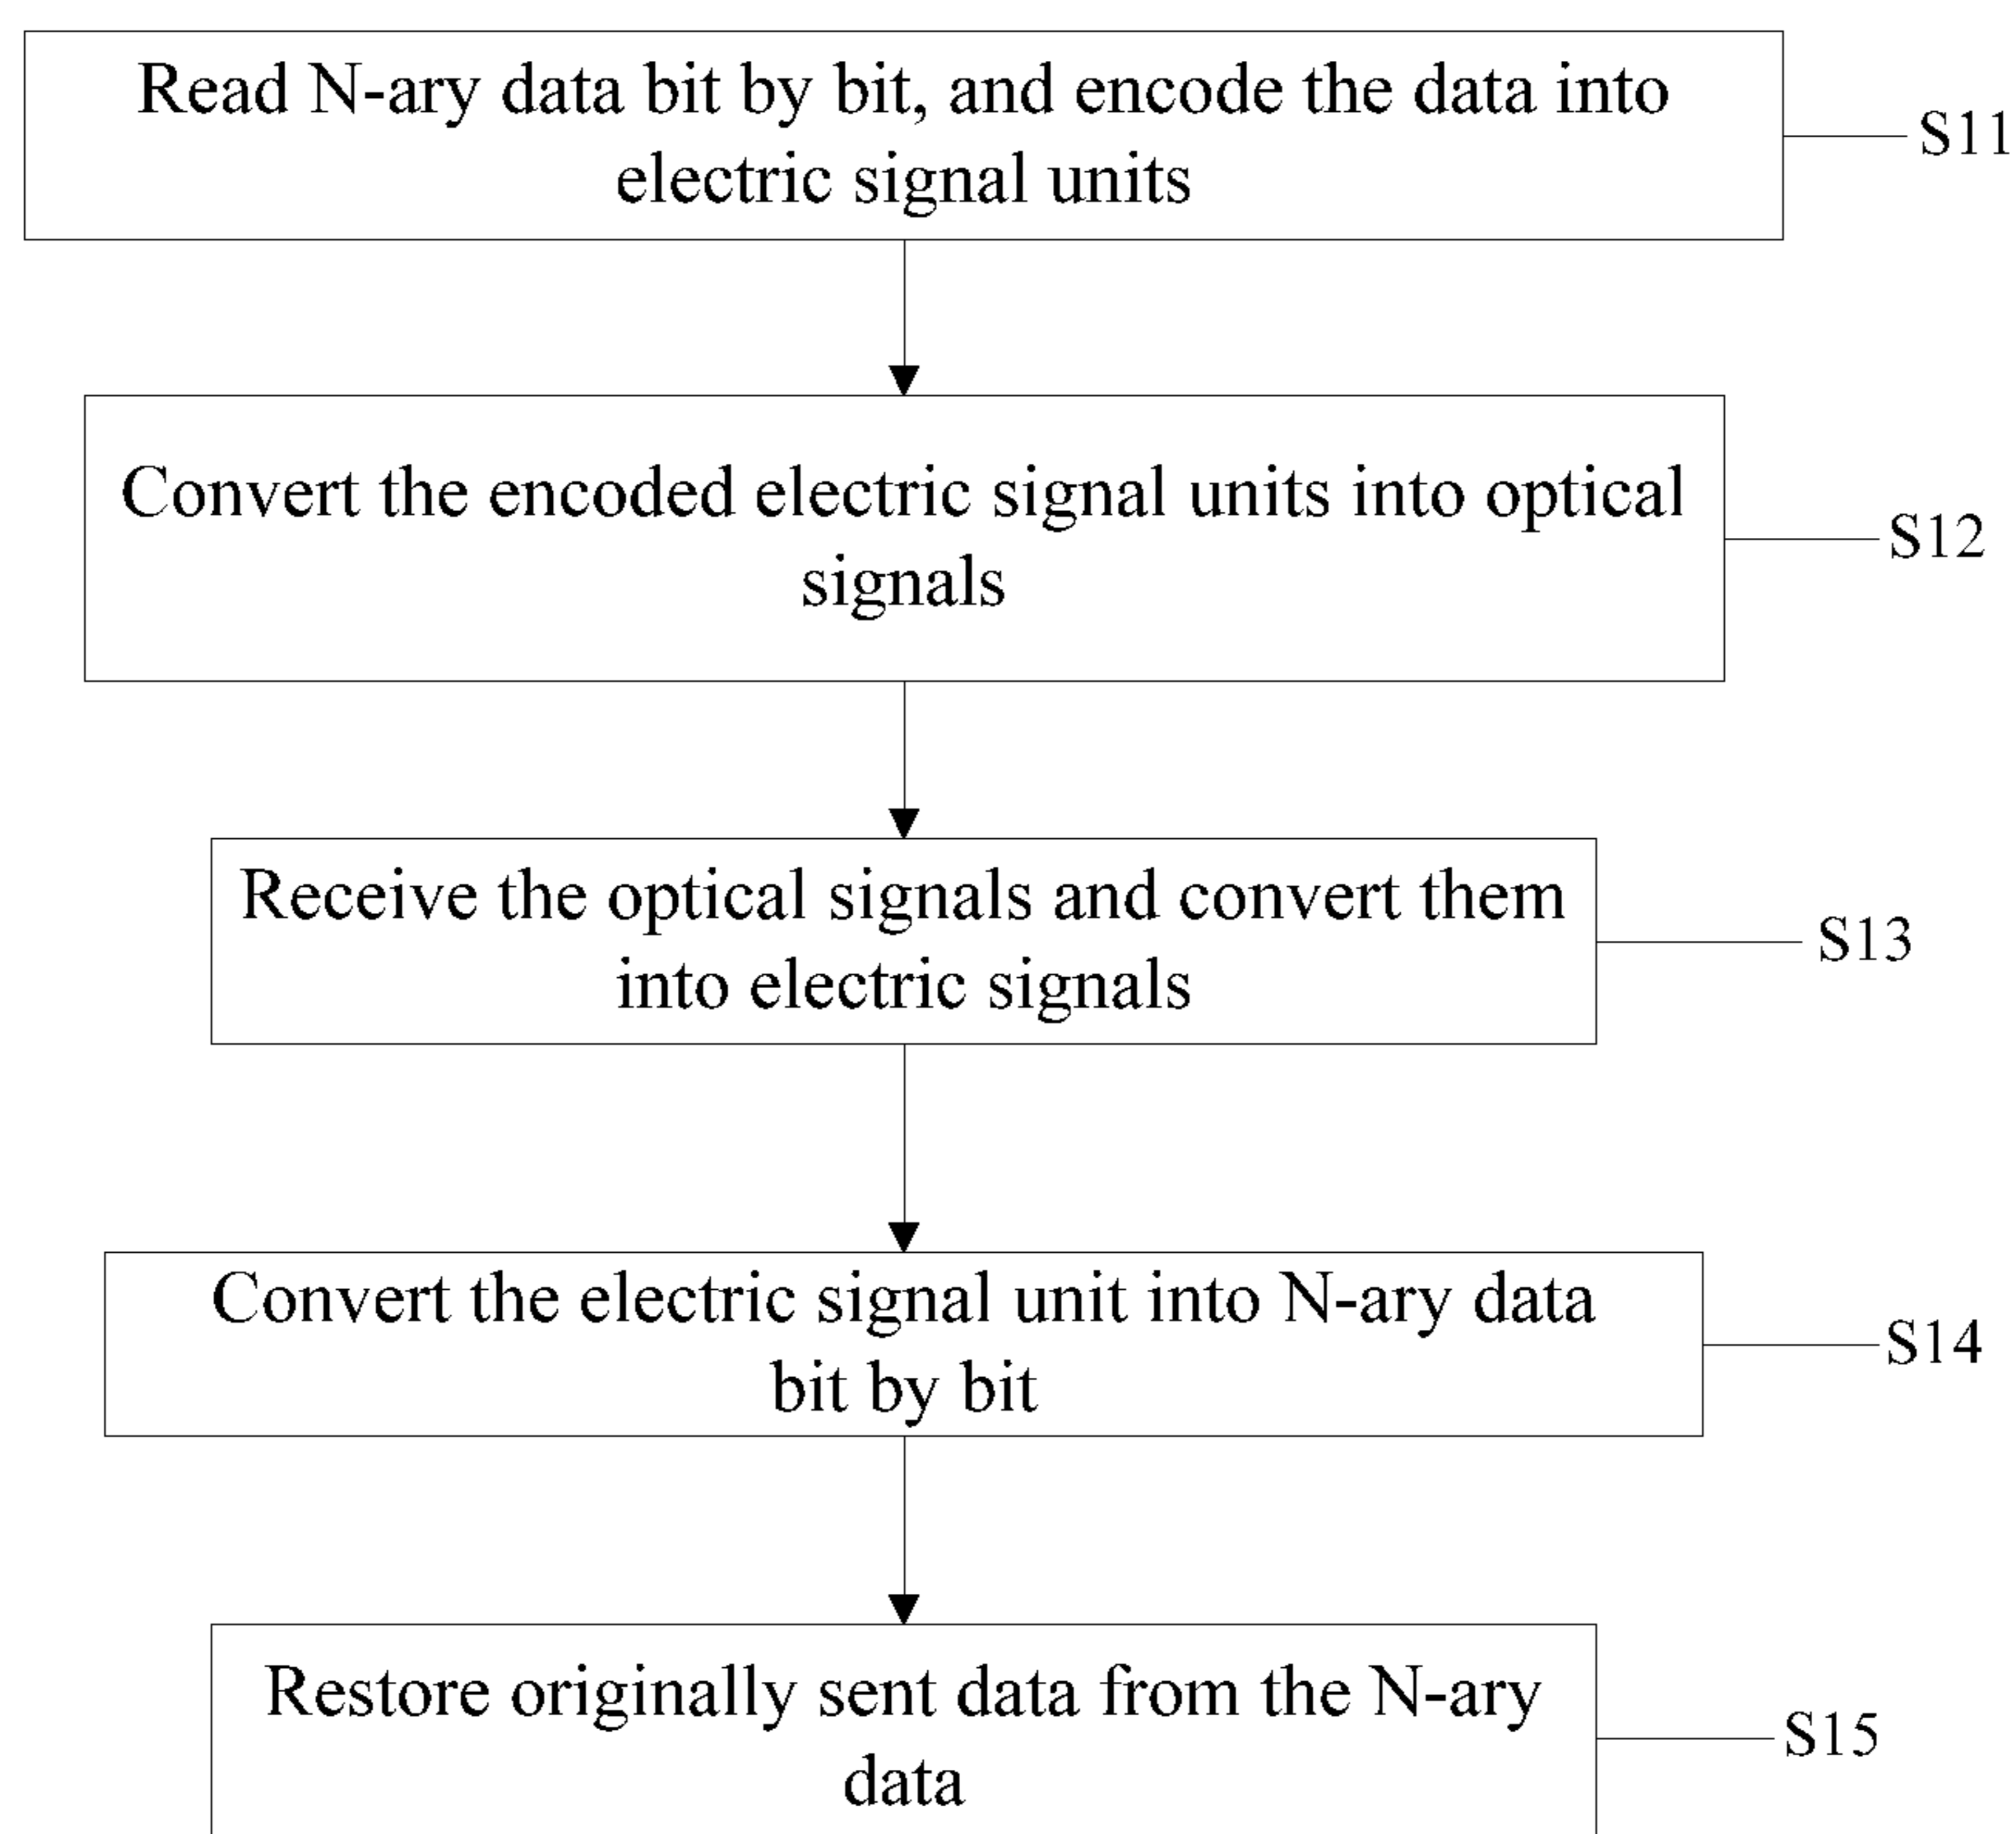 Read N-ary data bit by bit, and encode the data into
electric signal units
S11
Convert the encoded electric signal units into optical
signals
S12
Receive the optical signals and convert them
into electric signals
S13
Convert the electric signal unit into N-ary data
bit by bit
S14
Restore originally sent data from the N-ary
data
S15